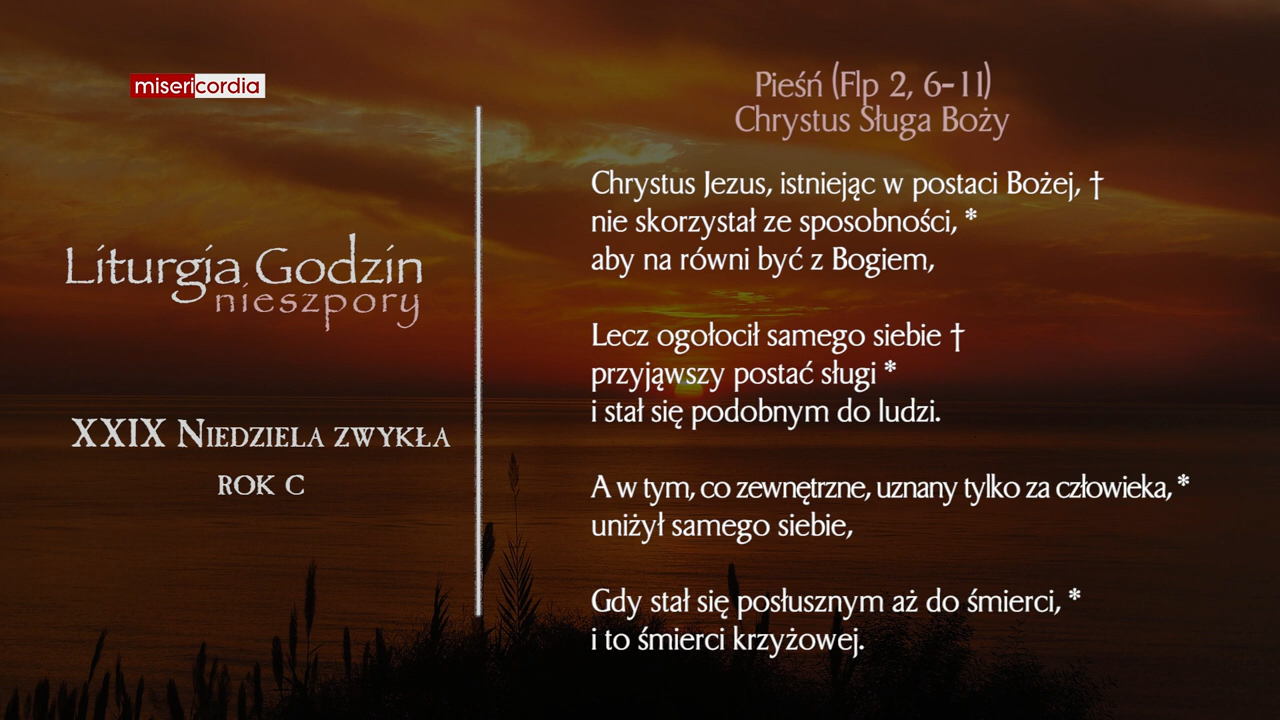 misericordia
Liturgia Godzin
nieszpory
XXIX Niedziela zwykła
rok C
Pieśń (Flp 2, 6-11)
Chrystus Sługa Boży
Chrystus Jezus, istniejąc w postaci Bożej, †
nie skorzystał ze sposobności, *
aby na równi być z Bogiem,
Lecz ogołocił samego siebie †
przyjąwszy postać sługi *
i stał się podobnym do ludzi.
A w tym, co zewnętrzne, uznany tylko za człowieka, *
uniżył samego siebie,
Gdy stał się posłusznym aż do śmierci, *
i to śmierci krzyżowej.